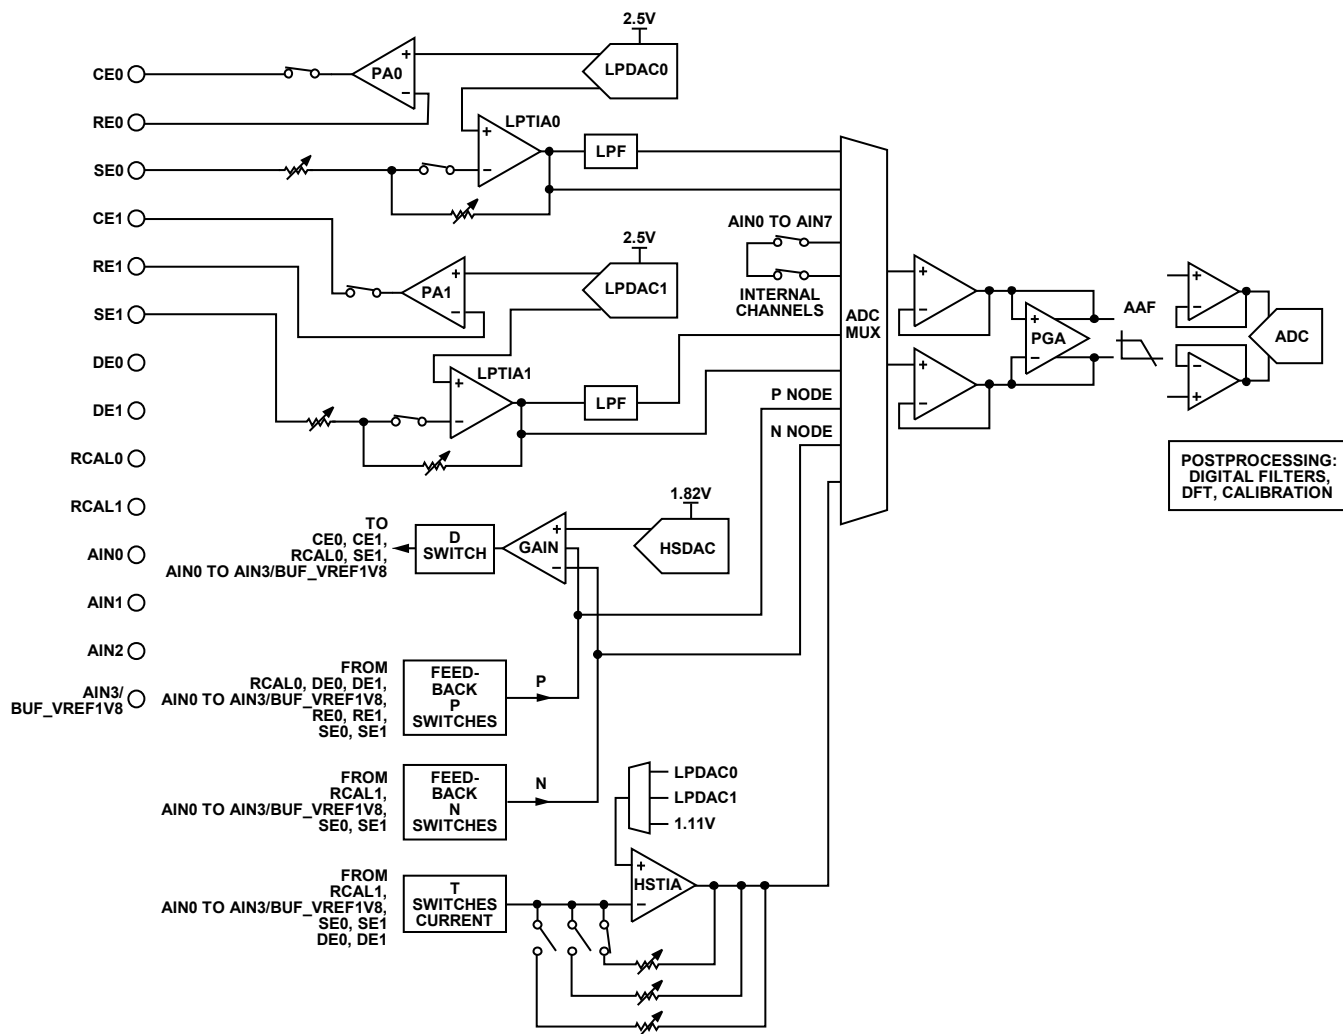 2.5V
CE0
PA0
+
−
LPDAC0
RE0
LPTIA0
+
−
LPF
SE0
CE1
AIN0 TO AIN7
2.5V
RE1
PA1
+
−
LPDAC1
INTERNAL
CHANNELS
ADC
MUX
+
−
+
−
PGA
+
−
AAF
+
−
−
+
ADC
SE1
DE0
LPTIA1
+
−
LPF
P NODE
DE1
N NODE
RCAL0
POSTPROCESSING:
DIGITAL FILTERS,
DFT, CALIBRATION
RCAL1
1.82V
TO
CE0, CE1,
RCAL0, SE1,
AIN0 TO AIN3/BUF_VREF1V8
D
SWITCH
GAIN
+
−
HSDAC
AIN0
AIN1
AIN2
AIN3/
BUF_VREF1V8
FROM
RCAL0, DE0, DE1,
AIN0 TO AIN3/BUF_VREF1V8,
RE0, RE1,
SE0, SE1
FEED-
BACK
P
SWITCHES
P
FROM
RCAL1,
AIN0 TO AIN3/BUF_VREF1V8,
SE0, SE1
FEED-
BACK
N
SWITCHES
N
LPDAC0
LPDAC1
1.11V
FROM
RCAL1,
AIN0 TO AIN3/BUF_VREF1V8,
SE0, SE1
DE0, DE1
T
SWITCHES
CURRENT
+
−
HSTIA